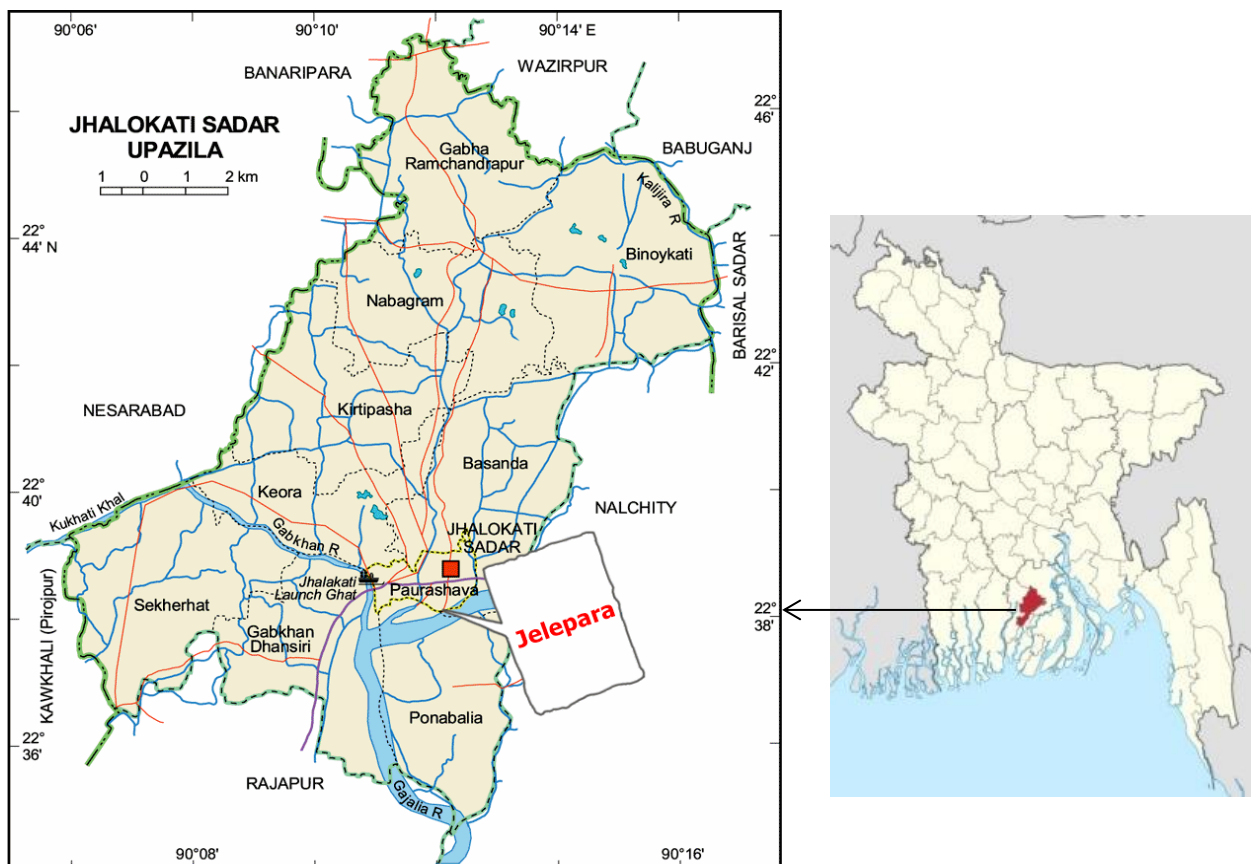 90°06'
90°10'
90°14' E
BANARIPARA
WAZIRPUR
22°
46'
JHALOKATI SADAR
UPAZILA
1 0 1 2 km
Gabha
Ramchandrapur
BABUGANJ
Kalijira R
22°
44' N
Binoykati
BARISAL SADAR
Nabagram
22°
42'
NESARABAD
Kirtipasha
Basanda
22°
40'
Keora
NALCHITY
Kukhati Khal
Gabkhan R
JHALOKATI
SADAR
Jhalakati
Launch Ghat
Paurashava
KAWKHALI (Pirojpur)
Sekherhat
Jelepara
22°
38'
Gabkhan
Dhansiri
Ponabalia
22°
36'
RAJAPUR
Gajalia R
90°08'
90°16'